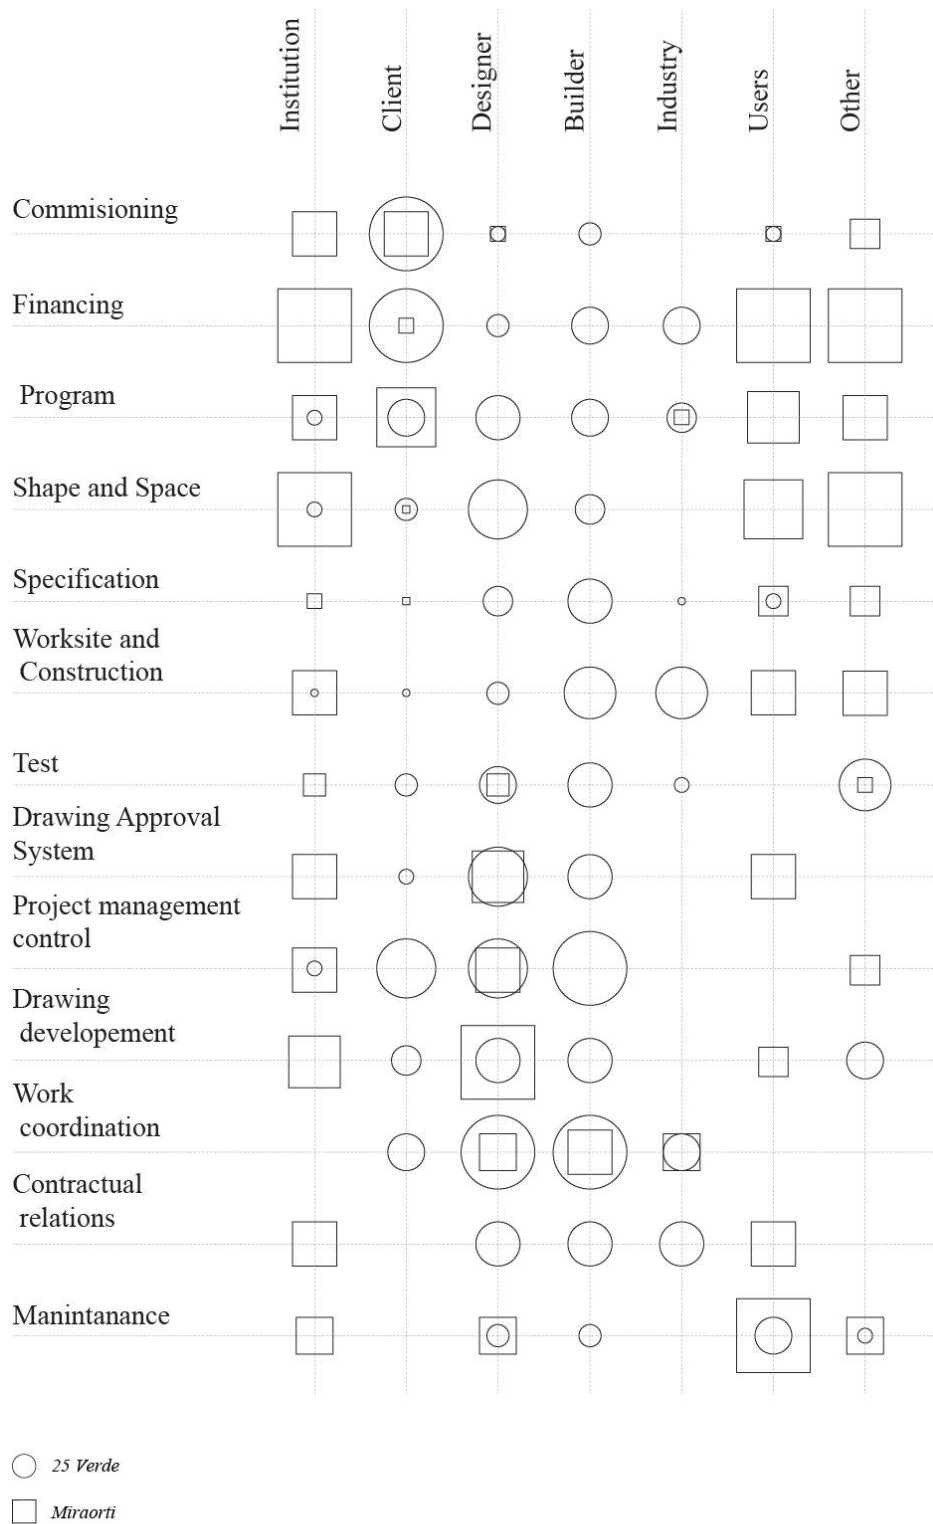 Institution
Client
Designer
Builder
Industry
Users
Other
Commisioning
Financing
Program
Shape and Space
Specification
Worksite and
Construction
Test
Drawing Approval
System
Project management
control
Drawing
developement
Work
coordination
Contractual
relations
Manintanance
25 Verde
Miraorti